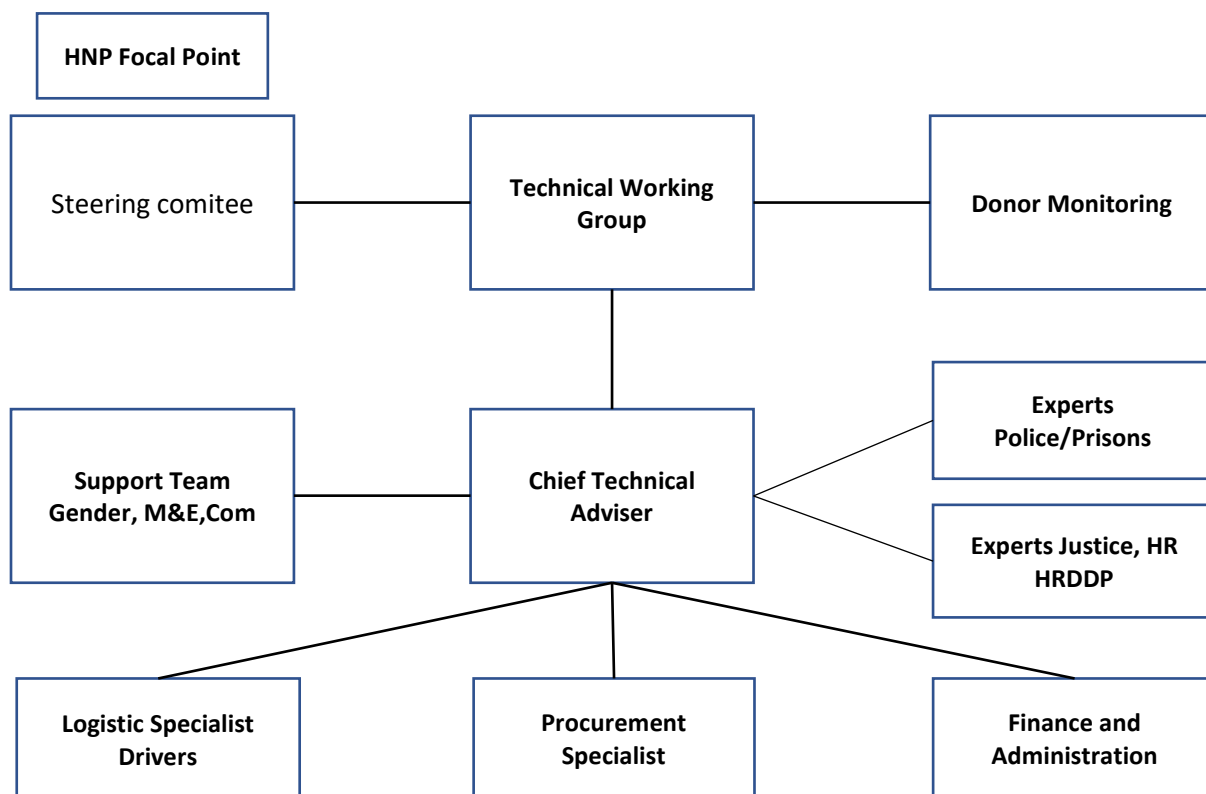 HNP Focal Point
Steering comitee
Technical Working
Group
Donor Monitoring
Experts
Police/Prisons
Support Team
Gender, M&E,Com
Chief Technical
Adviser
Experts Justice, HR
HRDDP
Logistic Specialist
Drivers
Procurement
Specialist
Finance and
Administration